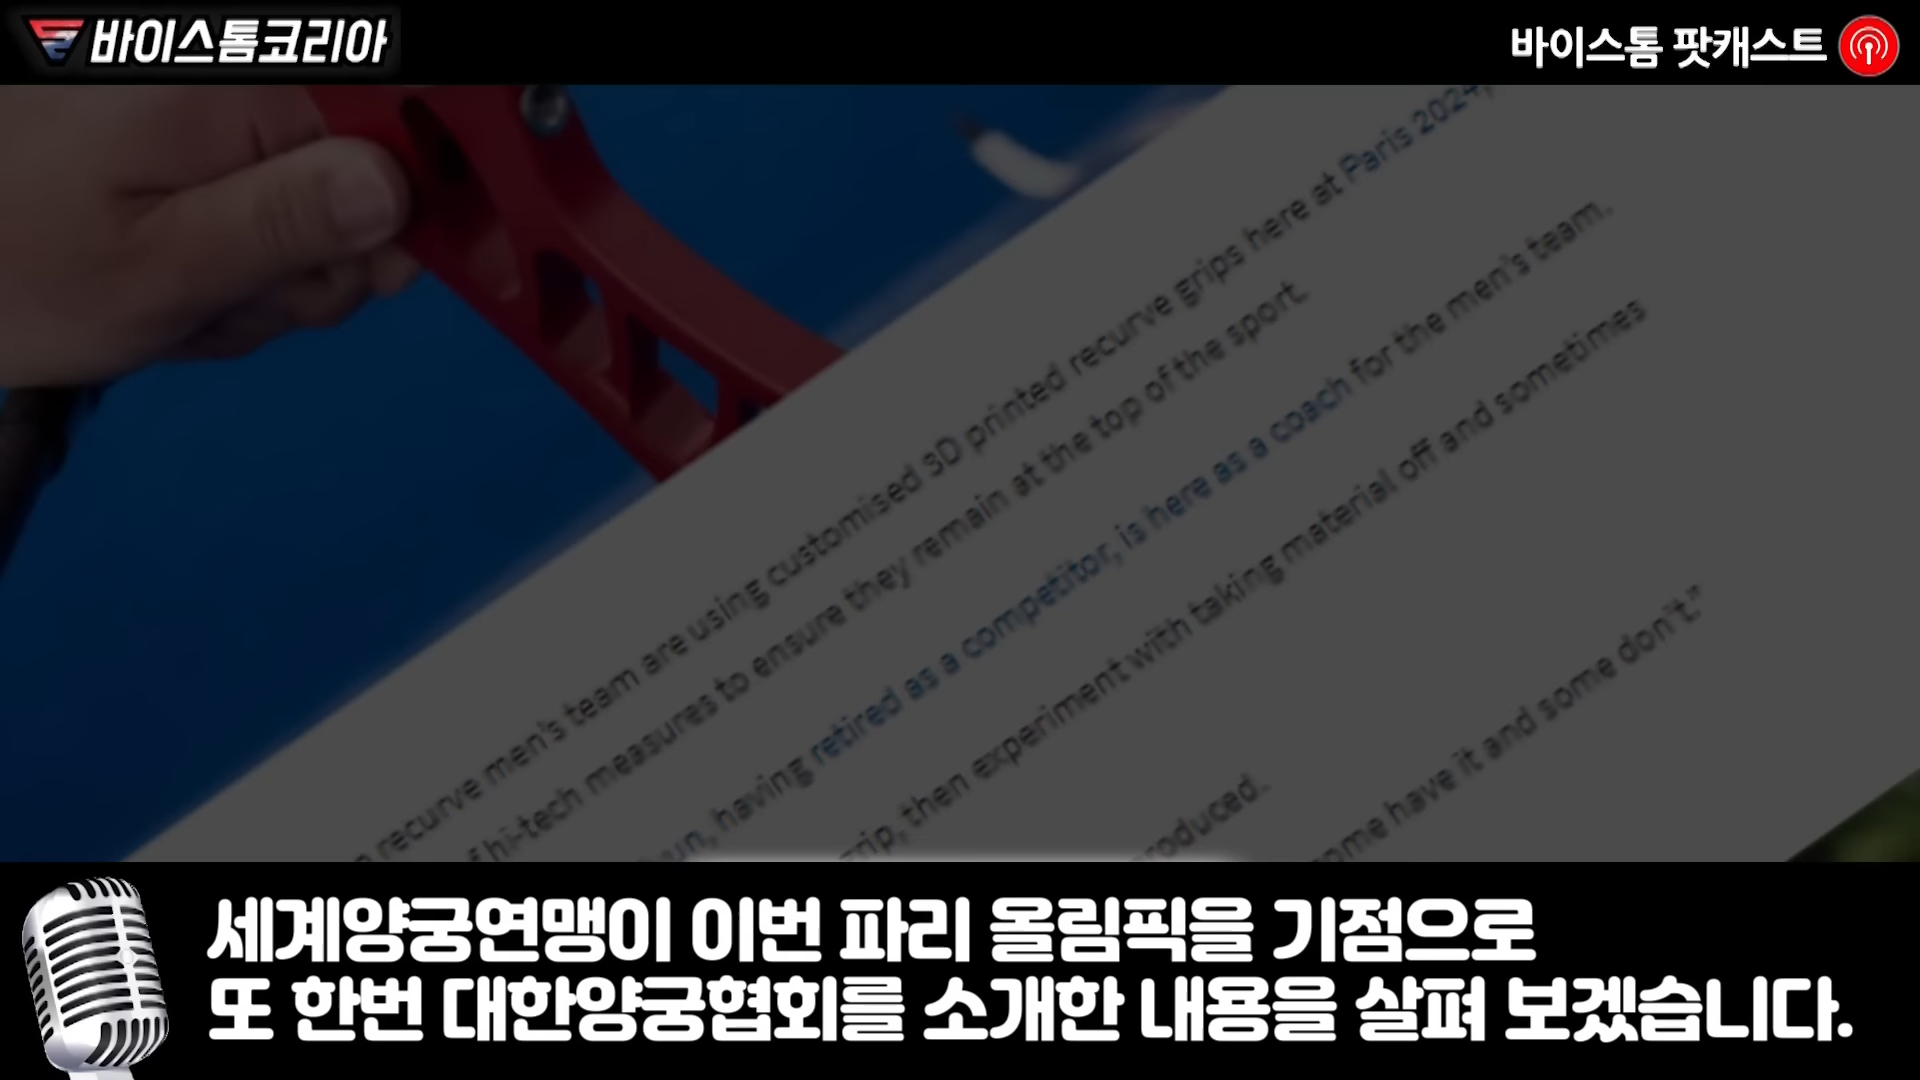 바이스톰코리아
바이스톰 팟캐스트
recurve men's team are using customised 3D printed recurve grips here at Paris 2024,
hi-tech measures to ensure they remain at the top of the sport.
having retired as a competitor, is here as a coach for the men's team.
grip, then experiment with taking material off and sometimes
produced.
some have it and some don't."
세계양궁연맹이 이번 파리 올림픽을 기점으로
또 한번 대한양궁협회를 소개한 내용을 살펴 보겠습니다.